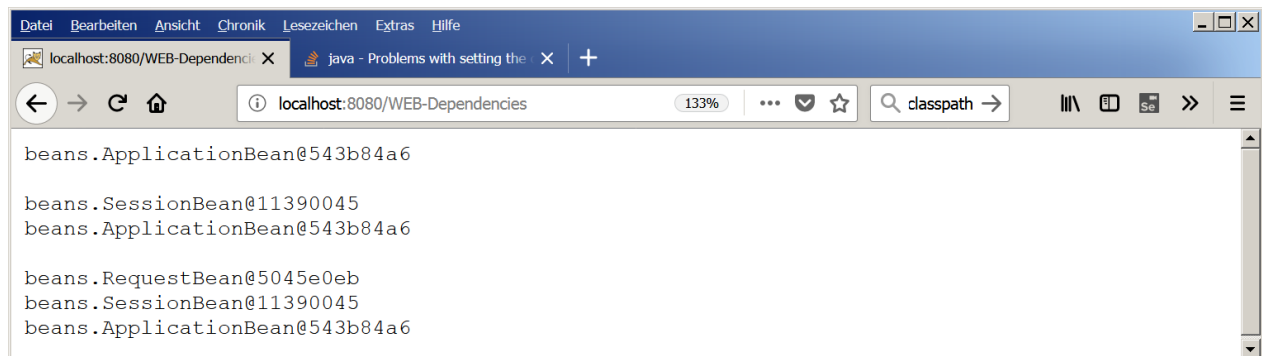 Datei Bearbeiten Ansicht Chronik Lesezeichen Extras Hilfe
localhost:8080/WEB-Dependenci
java - Problems with setting the
localhost:8080/WEB-Dependencies
133%
classpath
Se
beans.ApplicationBean@543b84a6
beans.SessionBean@11390045
beans.ApplicationBean@543b84a6
beans.RequestBean@5045e0eb
beans.SessionBean@11390045
beans.ApplicationBean@543b84a6